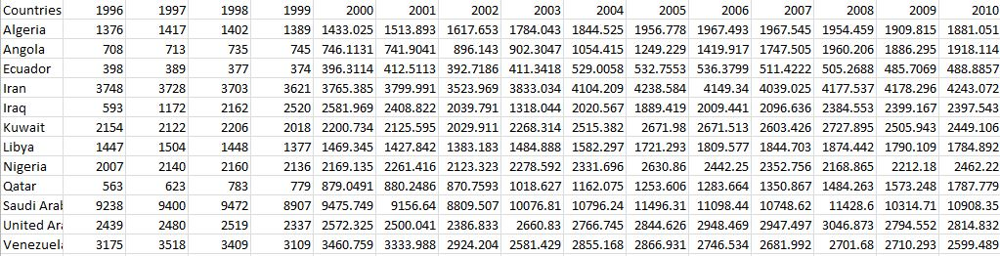 Countries 1996 1997 1998 1999 2000 2001 2002 2003 2004 2005 2006 2007 2008 2009 2010
Algeria 1376 1417 1402 1389 1433.025 1513.893 1617.653 1784.043 1844.525 1956.778 1967.493 1967.545 1954.459 1909.815 1881.051
Angola 708 713 735 745 746.1131 741.9041 896.143 902.3047 1054.415 1249.229 1419.917 1747.505 1960.206 1886.295 1918.114
Ecuador 398 389 377 374 396.3114 412.5113 392.7186 411.3418 529.0058 532.7553 536.3799 511.4222 505.2688 485.7069 488.8857
Iran 3748 3728 3703 3621 3765.385 3799.991 3523.969 3833.034 4104.209 4238.584 4149.34 4039.025 4177.537 4178.296 4243.072
Iraq 593 1172 2162 2520 2581.969 2408.822 2039.791 1318.044 2020.567 1889.419 2009.441 2096.636 2384.553 2399.167 2397.543
Kuwait 2154 2122 2206 2018 2200.734 2125.595 2029.911 2268.314 2515.382 2671.98 2671.513 2603.426 2727.895 2505.943 2449.106
Libya 1447 1504 1448 1377 1469.345 1427.842 1383.183 1484.888 1582.297 1721.293 1809.577 1844.703 1874.442 1790.109 1784.892
Nigeria 2007 2140 2160 2136 2169.135 2261.416 2123.323 2278.592 2331.696 2630.86 2442.25 2352.756 2168.865 2212.18 2462.22
Qatar 563 623 783 779 879.0491 880.2486 870.7593 1018.627 1162.075 1253.606 1283.664 1350.867 1484.263 1573.248 1787.779
Saudi Aral 9238 9400 9472 8907 9475.749 9156.64 8809.507 10076.81 10796.24 11496.31 11098.44 10748.62 11428.6 10314.71 10908.35
United Ar 2439 2480 2519 2337 2572.325 2500.041 2386.833 2660.83 2766.745 2844.626 2948.469 2947.497 3046.873 2794.552 2814.832
Venezuel 3175 3518 3409 3109 3460.759 3333.988 2924.204 2581.429 2855.168 2866.931 2746.534 2681.992 2701.68 2710.293 2599.489